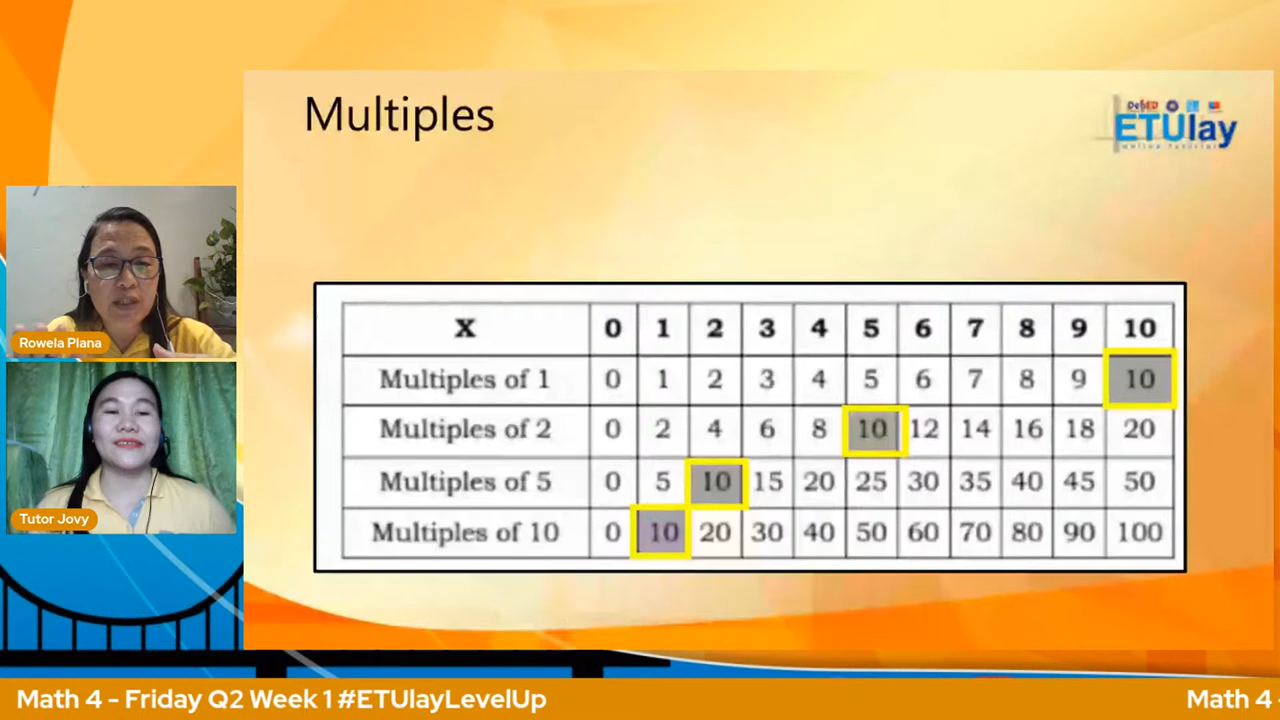 Multiples
DepED
ETUlay
Online Tutorial
Rowela Plana
Tutor Jovy
X 0 1 2 3 4 5 6 7 8 9 10
Multiples of 1 0 1 2 3 4 5 6 7 8 9 10
Multiples of 2 0 2 4 6 8 10 12 14 16 18 20
Multiples of 5 0 5 10 15 20 25 30 35 40 45 50
Multiples of 10 0 10 20 30 40 50 60 70 80 90 100
Math 4 - Friday Q2 Week 1 #ETUlayLevelUp
Math 4 -